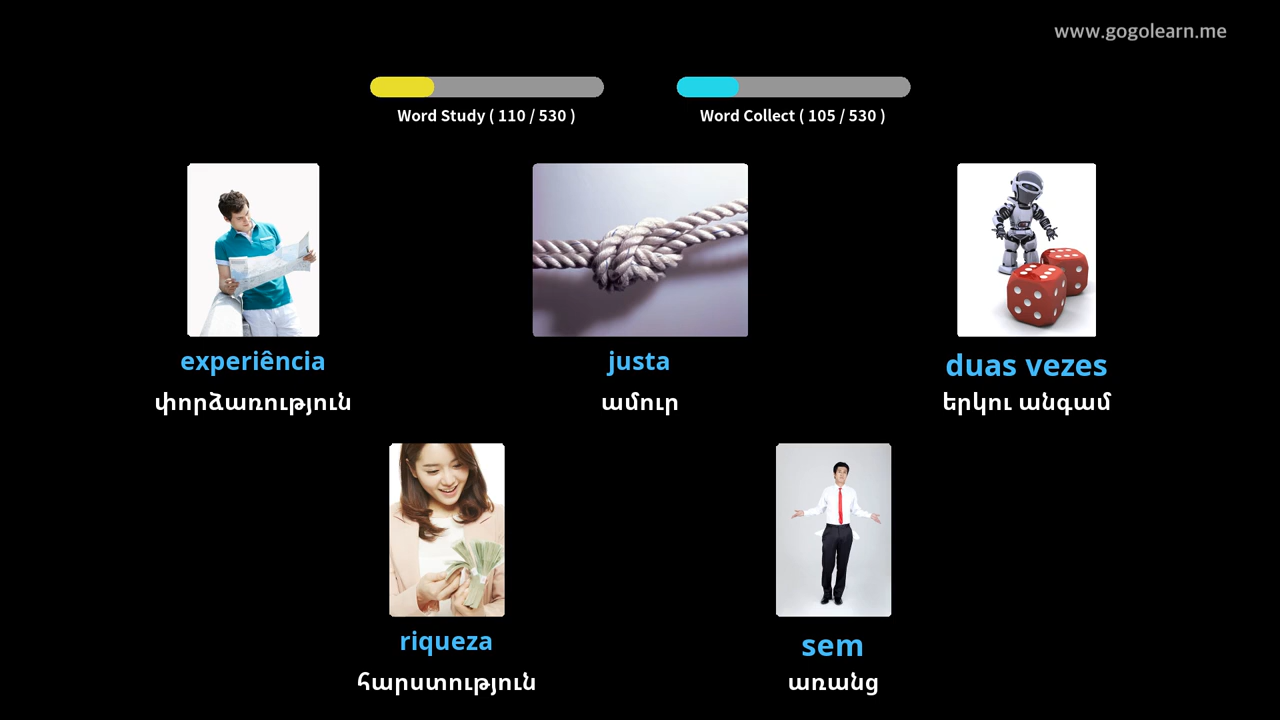 www.gogolearn.me
Word Study ( 110 / 530 )
Word Collect ( 105 / 530 )
experiência
justa
duas vezes
փորձառություն
ամուր
երկու անգամ
riqueza
sem
հարստություն
առանց